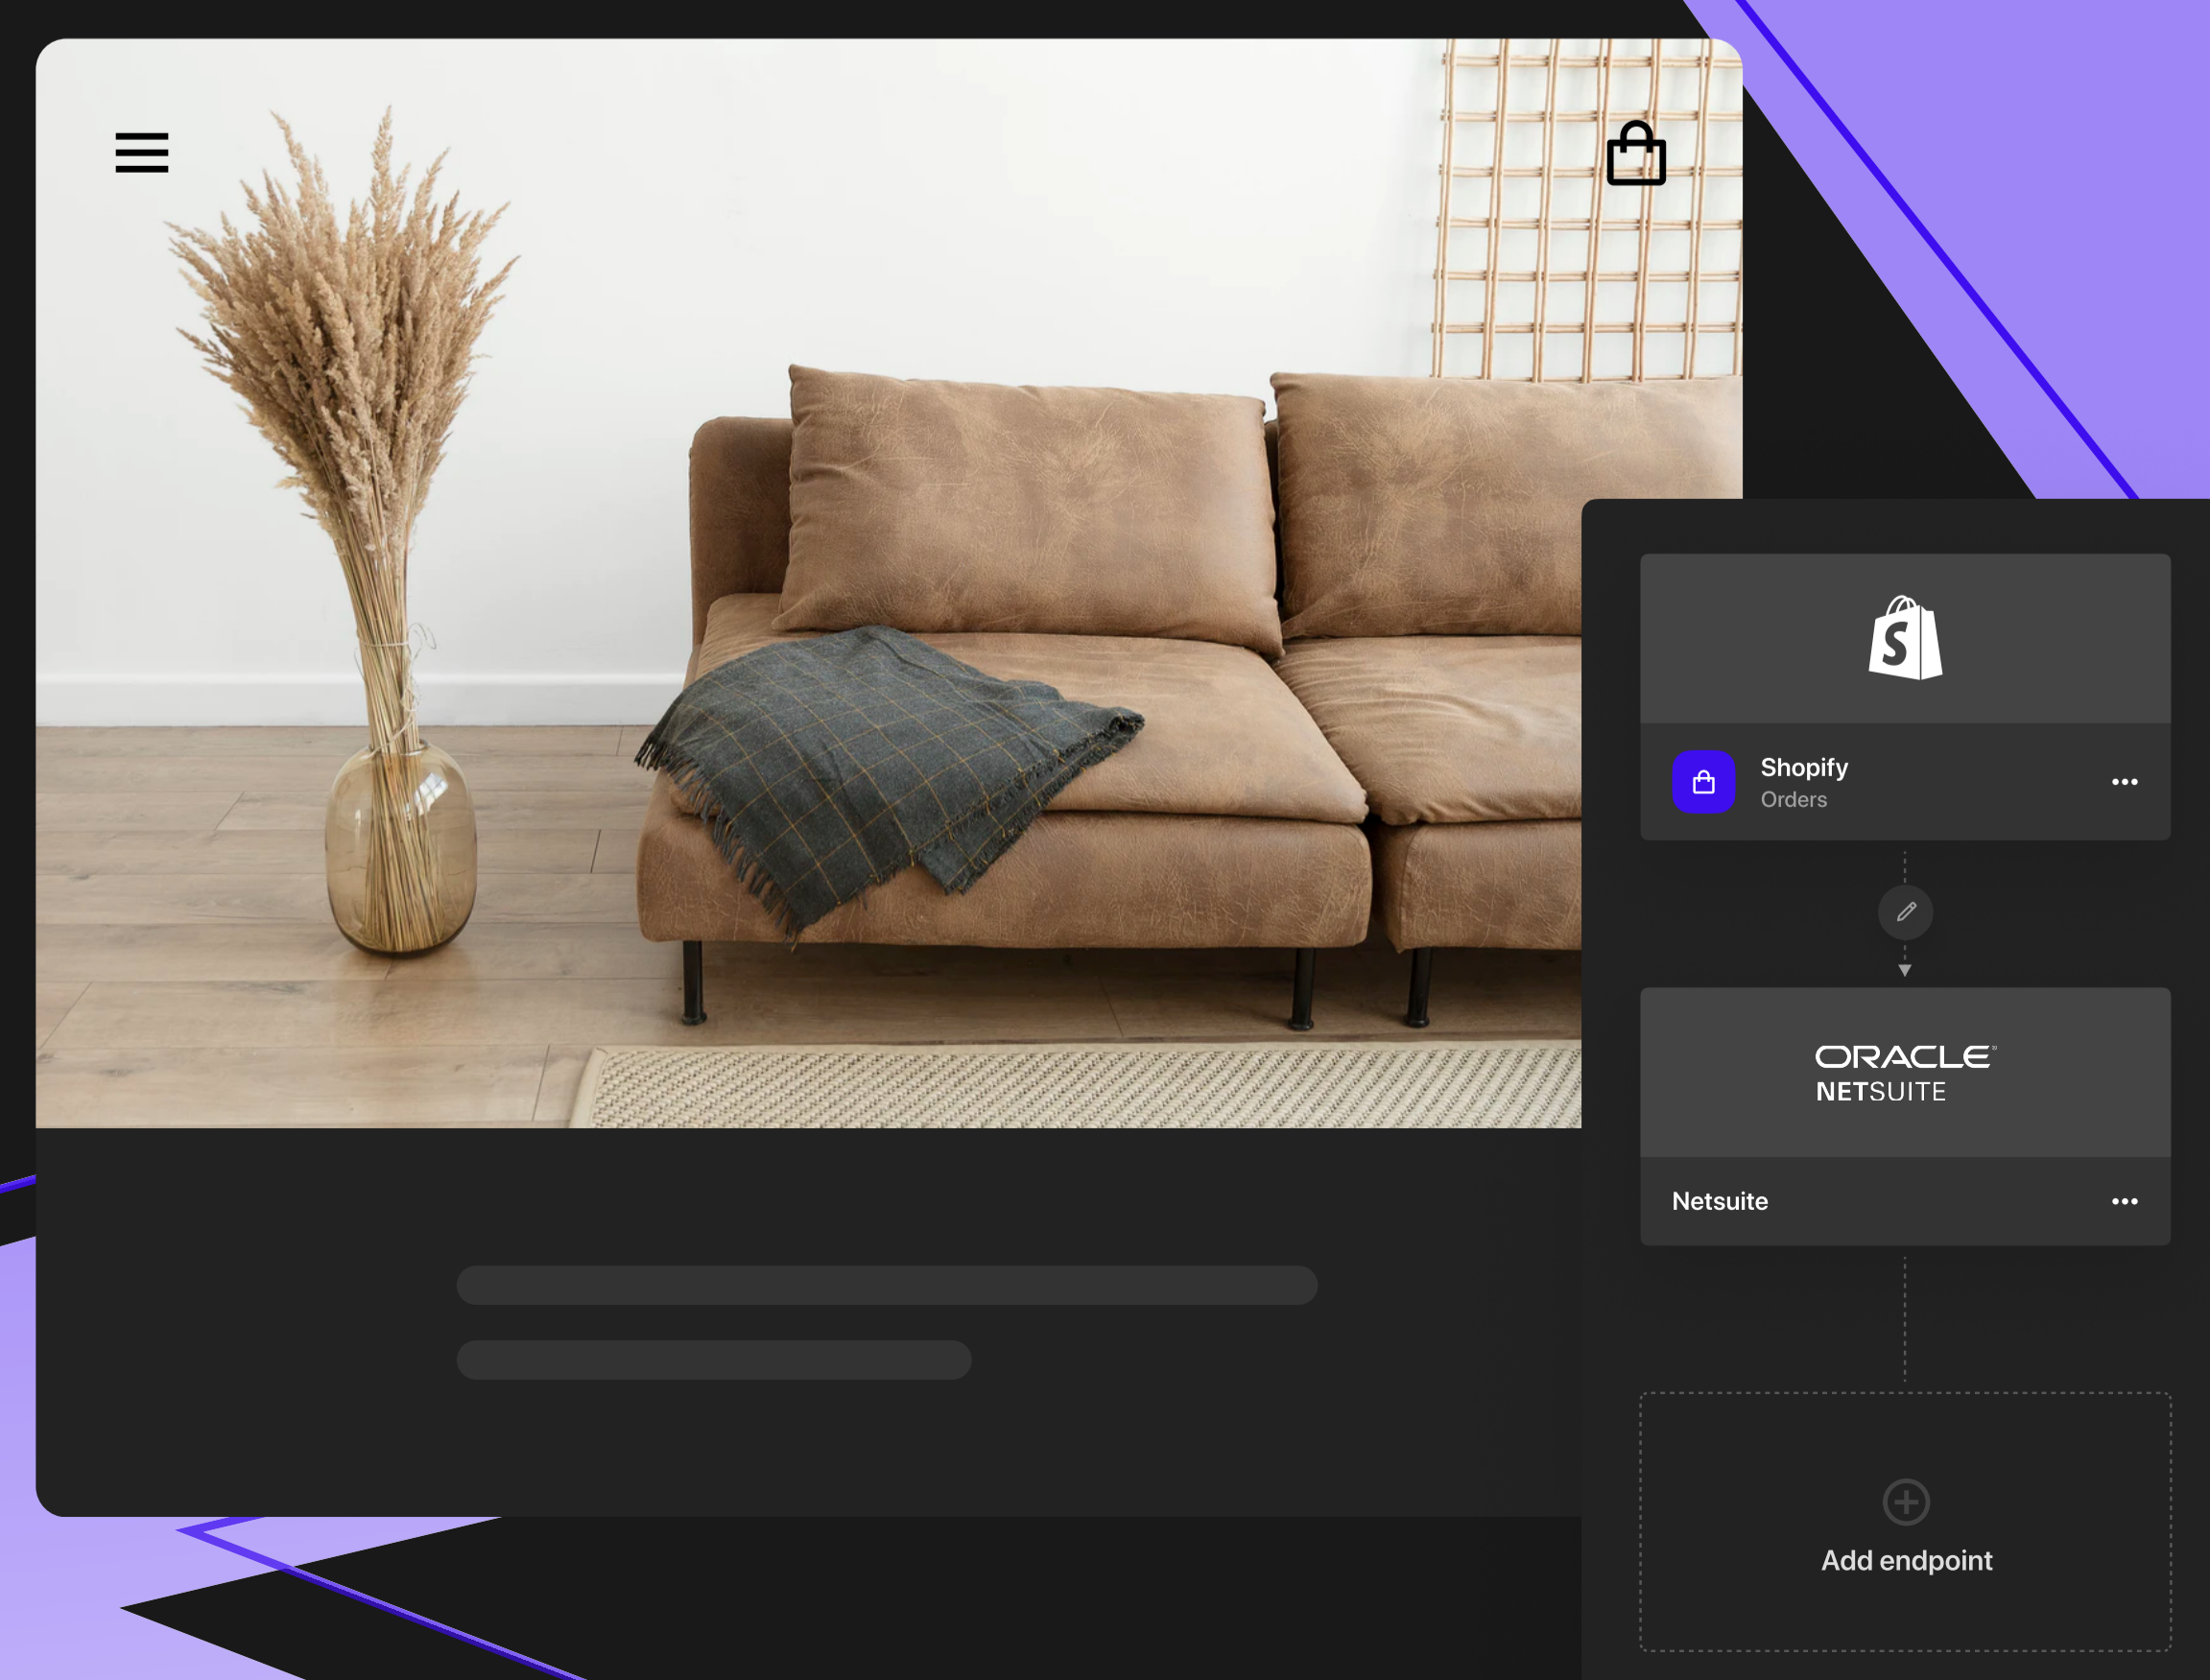 S
Shopify
Orders
ORACLE
NETSUITE
Netsuite
Add endpoint